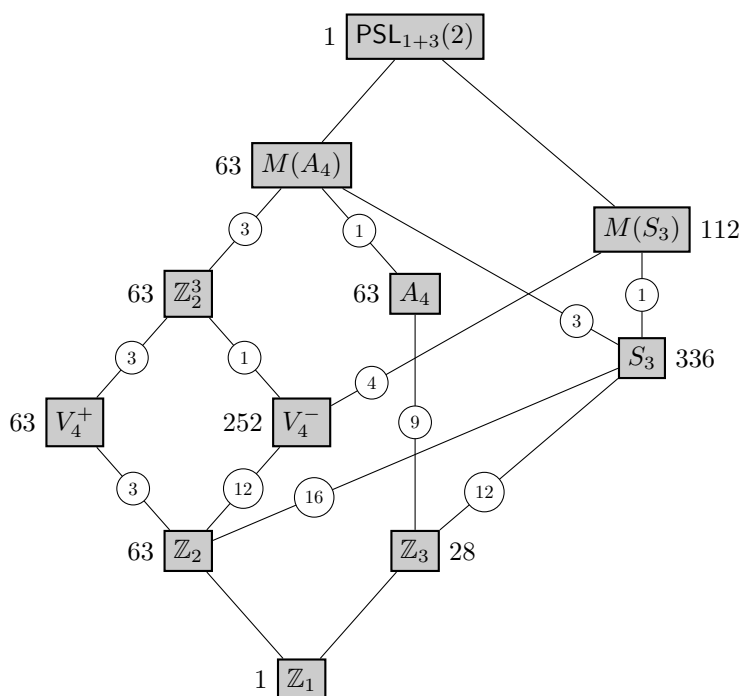 1 PSL₁₊₃(2)
63 M(A₄)
M(S₃) 112
3
1
63 ℤ₂³
63 A₄
1
3
S₃ 336
3
1
4
63 V₄⁺
252 V₄⁻
9
3
12
16
12
63 ℤ₂
ℤ₃ 28
1 ℤ₁